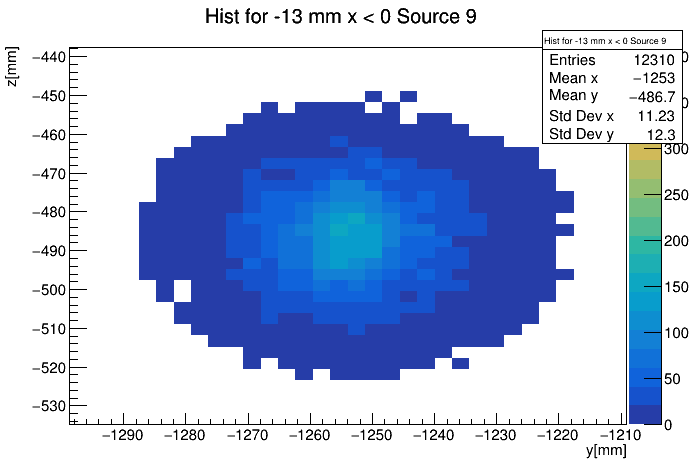 Hist for -13 mm x < 0 Source 9
z[mm]
−440
−450
−460
−470
−480
−490
−500
−510
−520
−530
−1290
−1280
−1270
−1260
−1250
−1240
−1230
−1220
−1210
y[mm]
Hist for -13 mm x < 0 Source 9
Entries 12310
Mean x −1253
Mean y −486.7
Std Dev x 11.23
Std Dev y 12.3
300
250
200
150
100
50
0